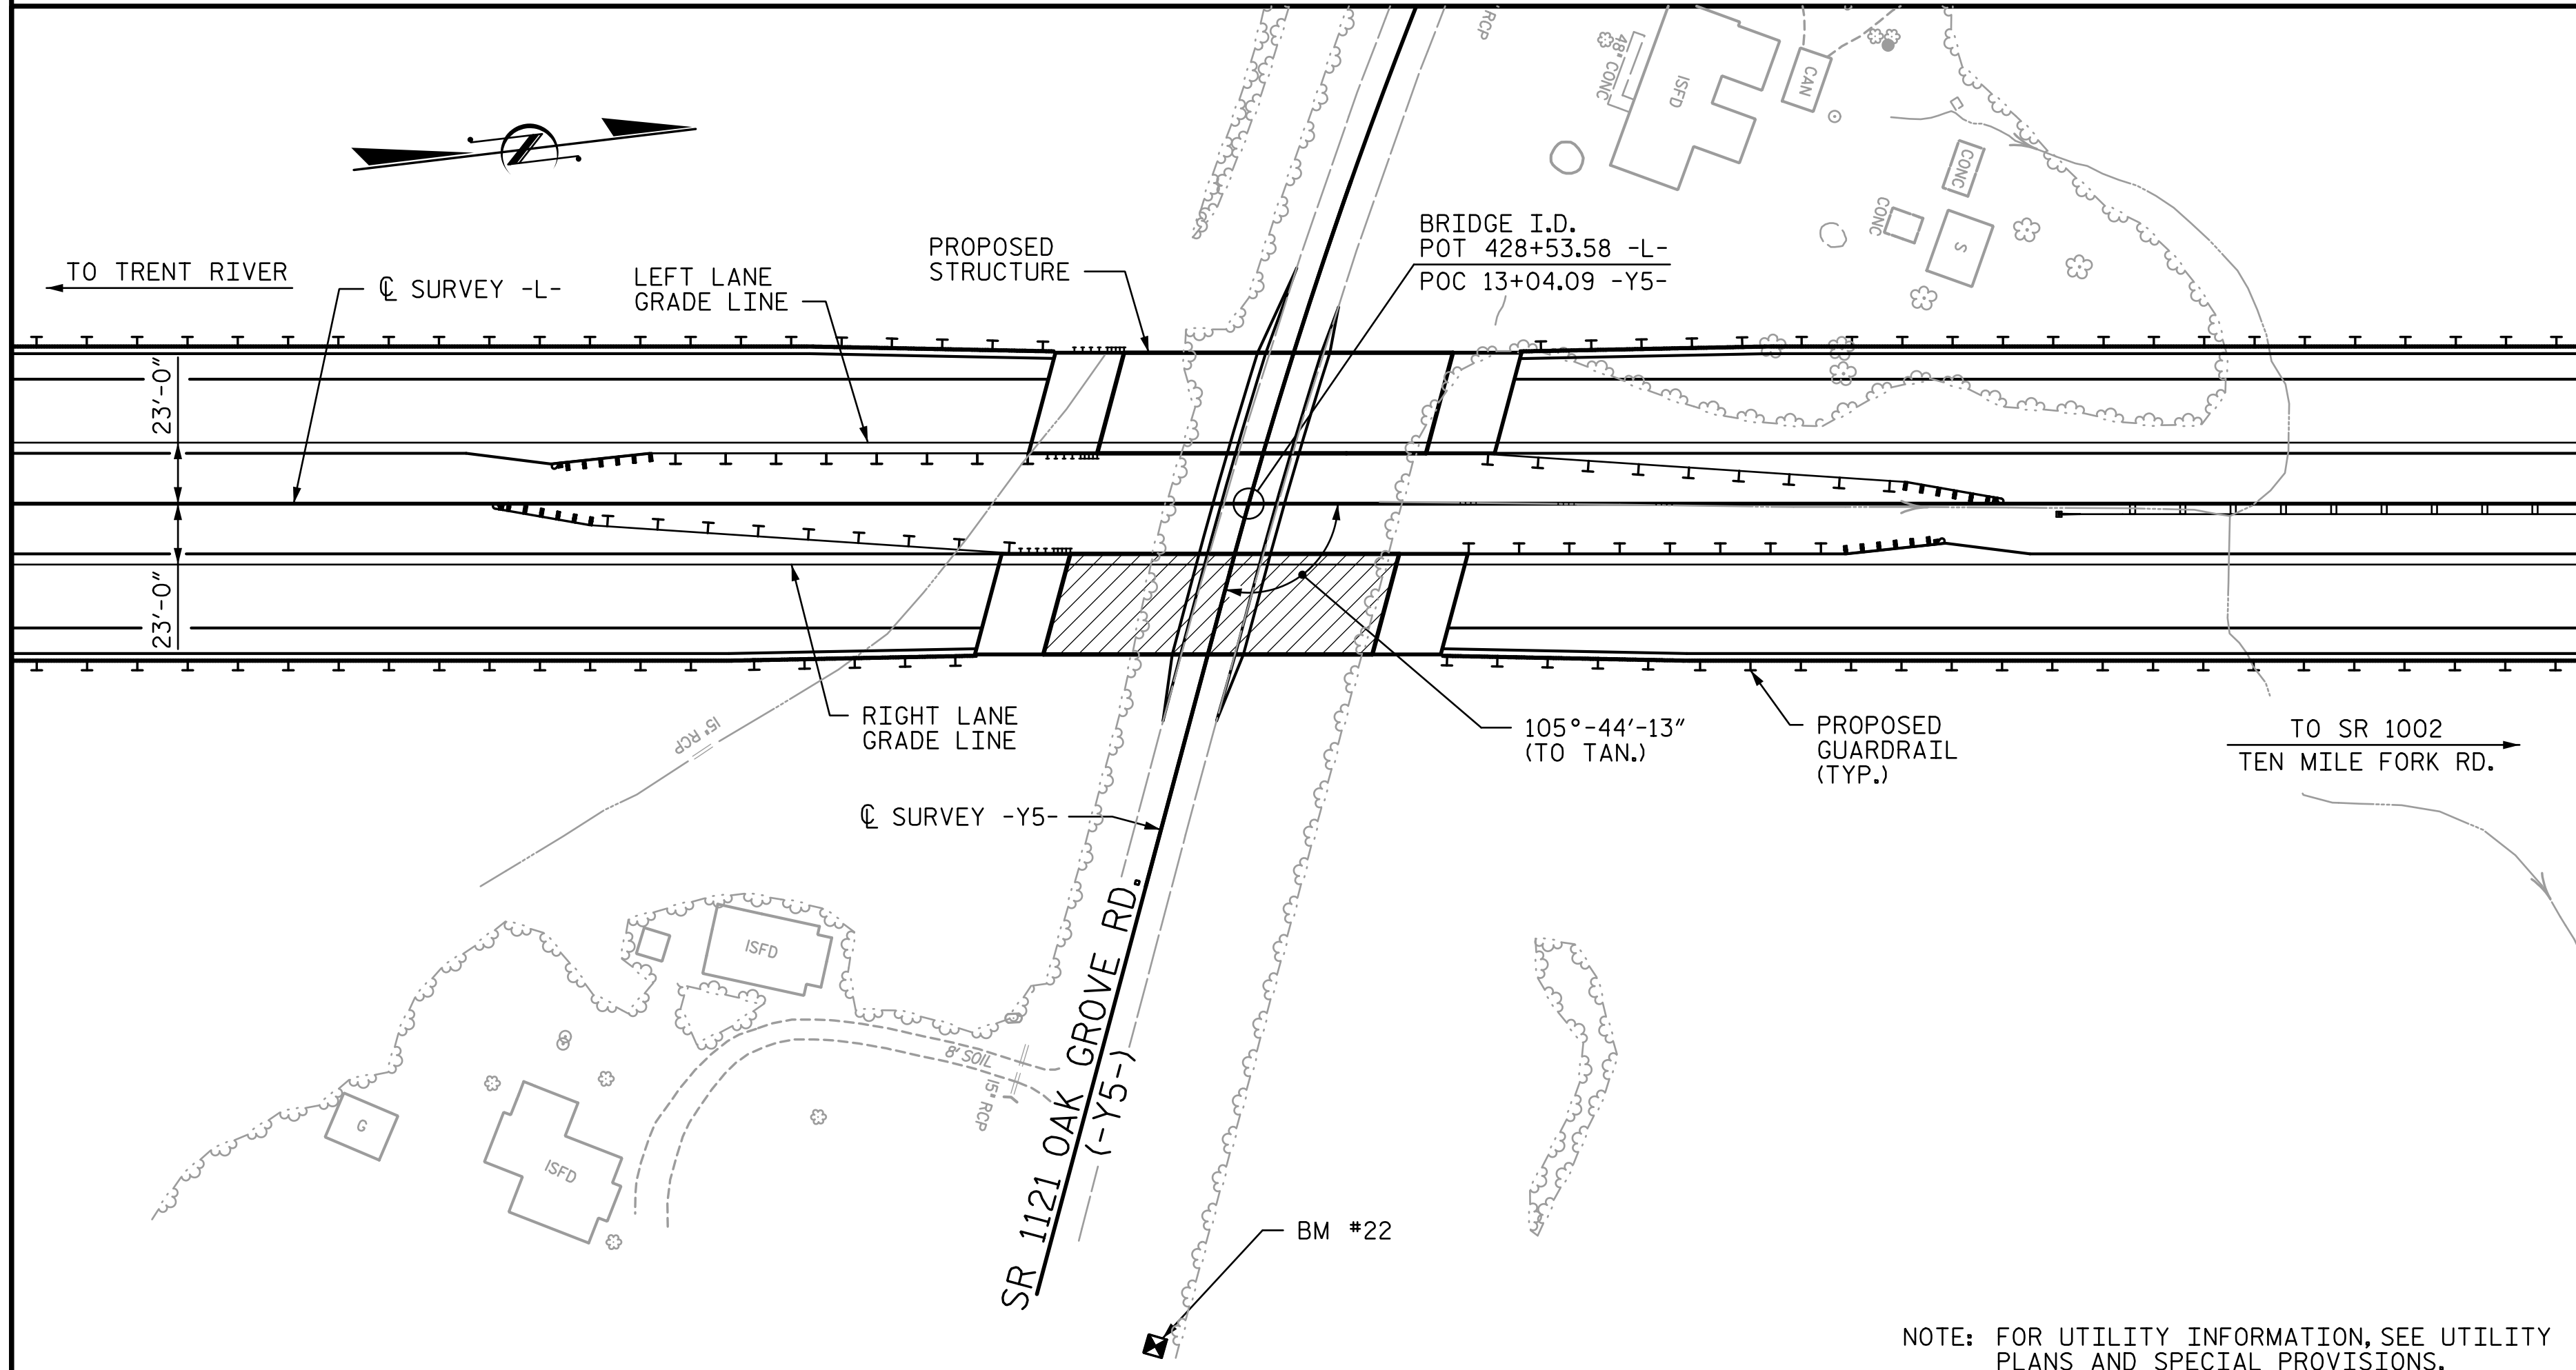 RCP
48" CONC
ISFD
CAN
CONC
CONC
S
BRIDGE I.D.
POT 428+53.58 -L-
POC 13+04.09 -Y5-
PROPOSED
STRUCTURE
TO TRENT RIVER
℄ SURVEY -L-
LEFT LANE
GRADE LINE
23'-0"
23'-0"
15" RCP
RIGHT LANE
GRADE LINE
105°-44'-13"
(TO TAN.)
PROPOSED
GUARDRAIL
(TYP.)
TO SR 1002
TEN MILE FORK RD.
℄ SURVEY -Y5-
SR 1121 OAK GROVE RD.
(-Y5-)
ISFD
8' SOIL
15" RCP
G
ISFD
BM #22
NOTE: FOR UTILITY INFORMATION, SEE UTILITY
PLANS AND SPECIAL PROVISIONS.